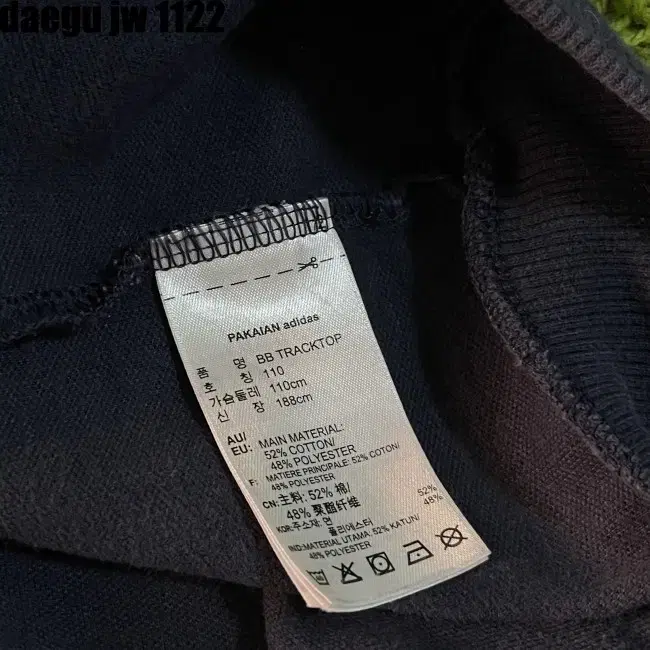 daegu jw 1122
PAKAIAN adidas
품 명 BB TRACKTOP
호 칭 110
가슴둘레 110cm
신 장 188cm
AU/ EU: MAIN MATERIAL:
52% COTTON/
48% POLYESTER
F: MATIERE PRINCIPALE: 52% COTON/
48% POLYESTER
CN: 主料: 52% 棉/
48% 聚酯纤维
KOR: 주소재: 면 52%
폴리에스터 48%
IND: MATERIAL UTAMA: 52% KATUN/
48% POLYESTER